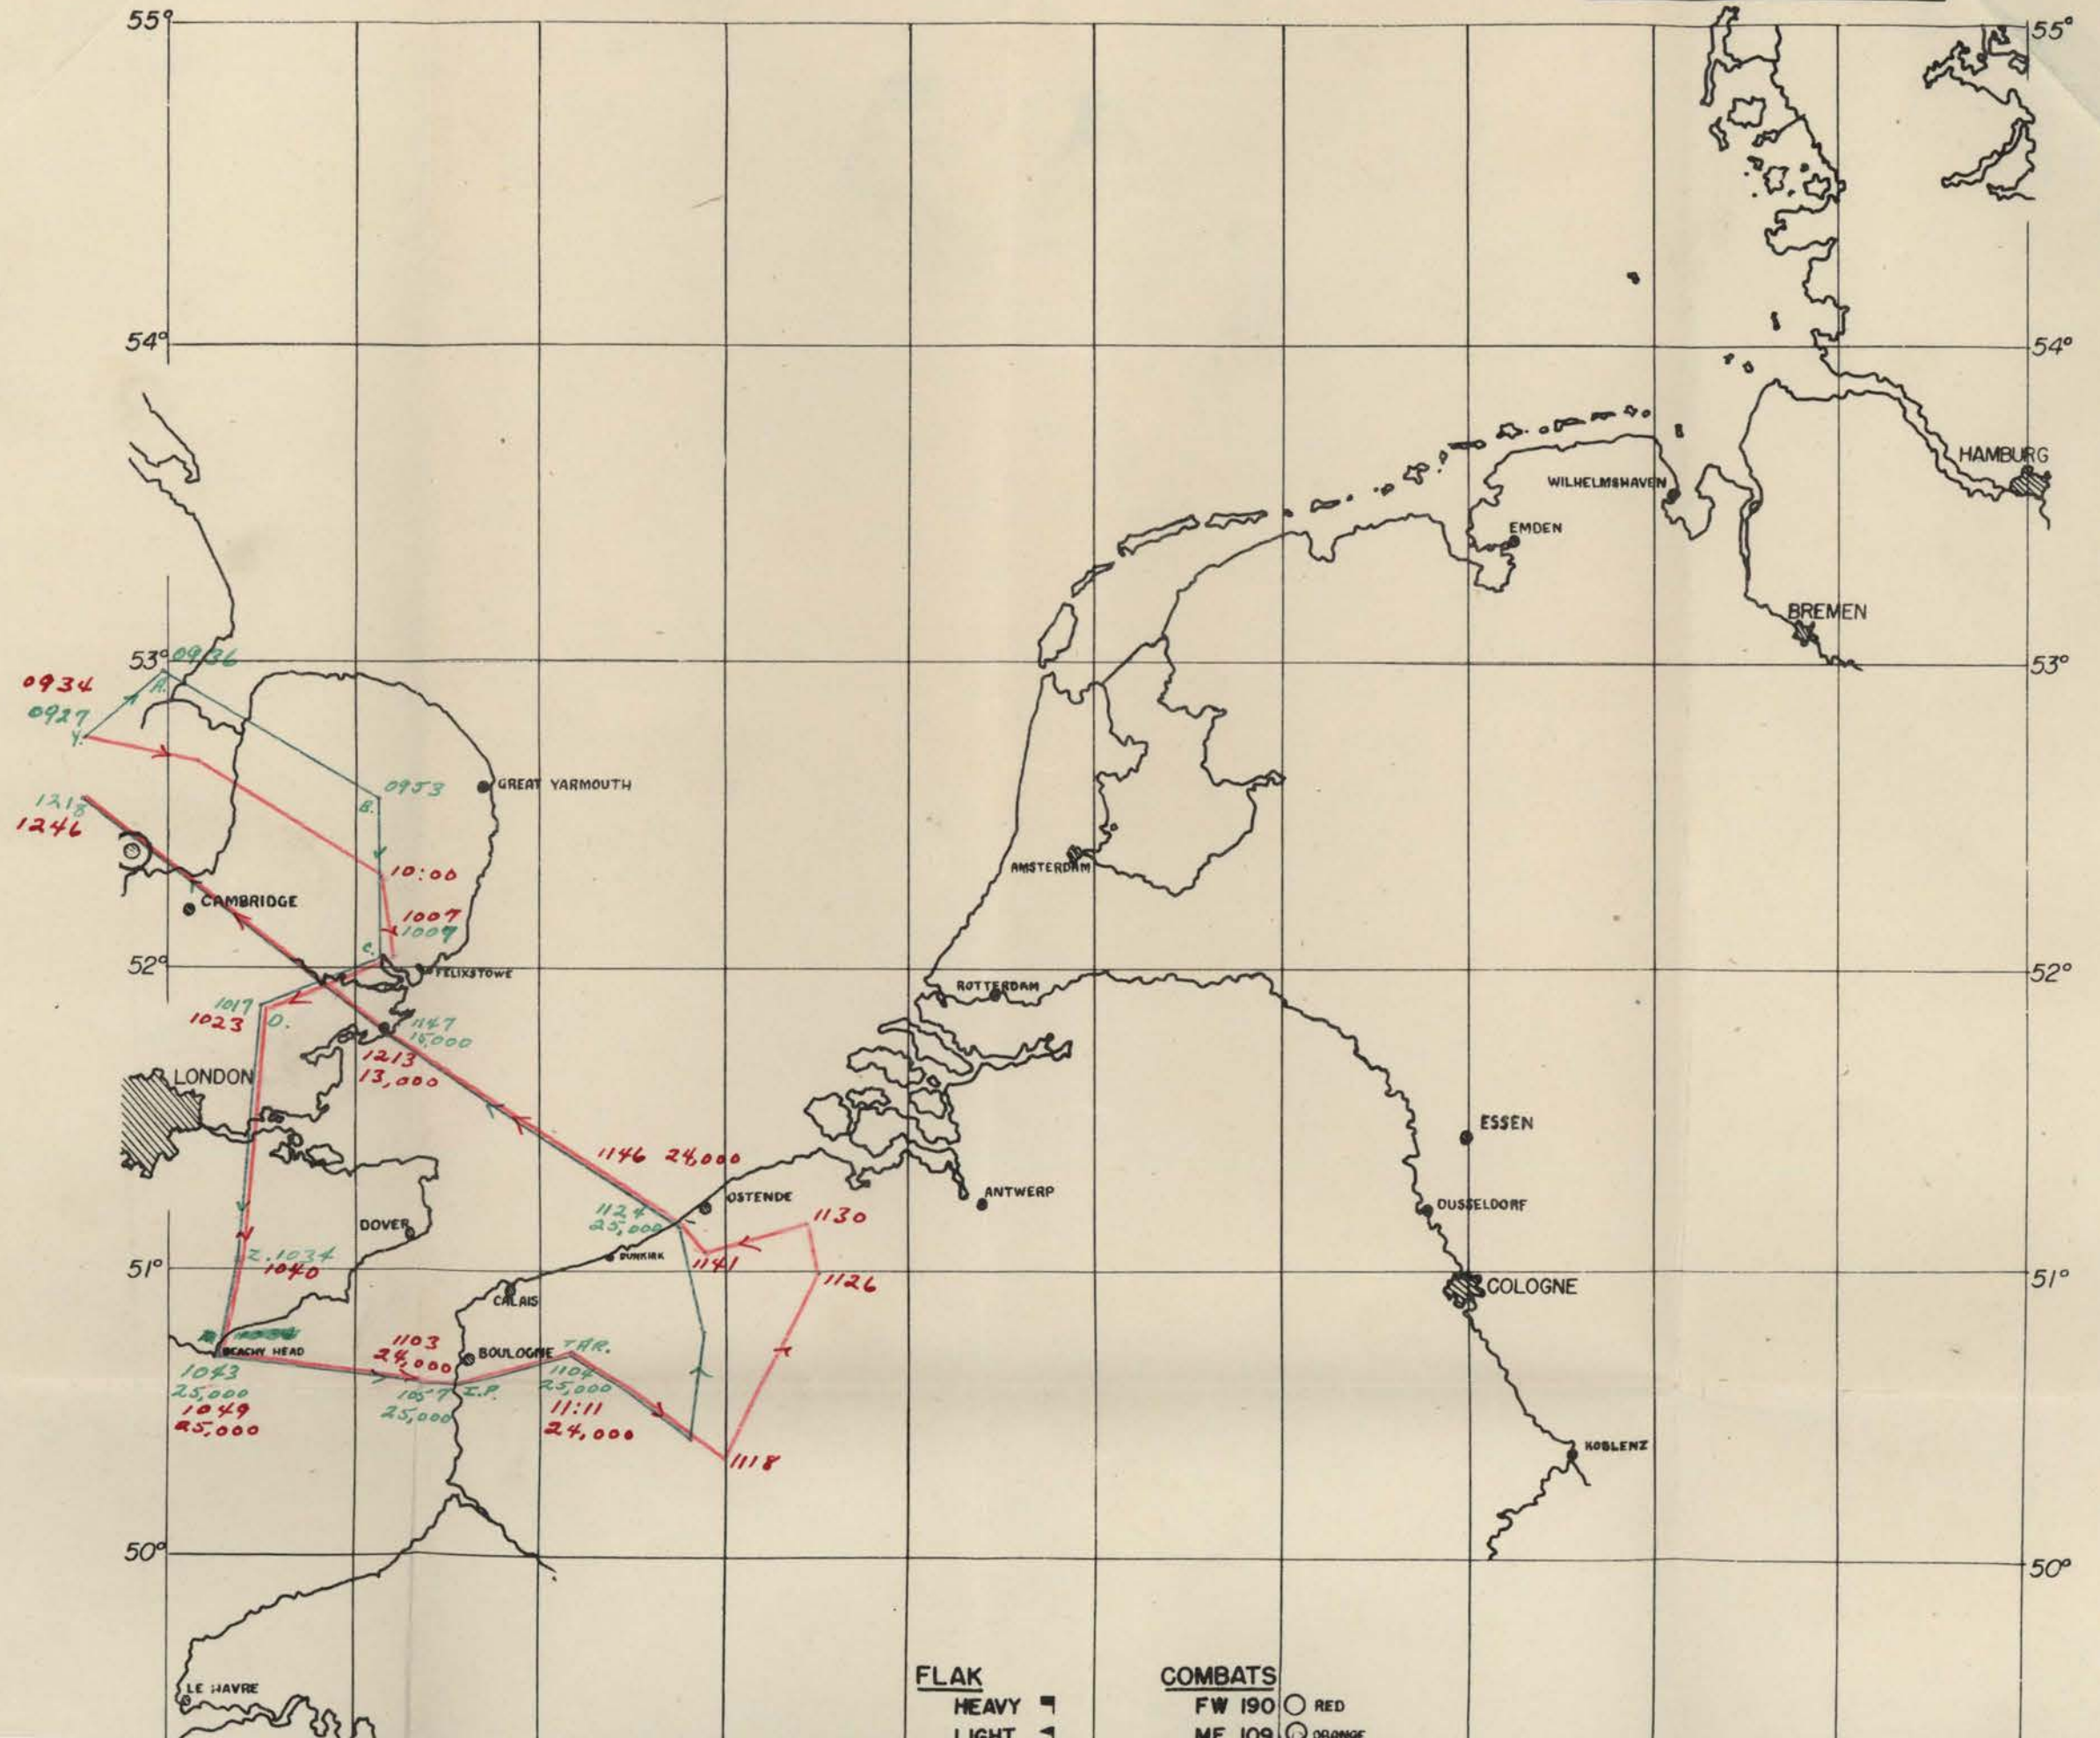 55°
55°
54°
54°
HAMBURG
WILHELMSHAVEN
EMDEN
BREMEN
53°
0936
53°
0934
A.
0927
Y.
0953
GREAT YARMOUTH
B.
1218
1246
10:00
AMSTERDAM
CAMBRIDGE
1007
1009
C.
52°
FELIXSTOWE
52°
ROTTERDAM
1017
1023
D.
1147
15,000
1213
13,000
LONDON
ESSEN
1146 24,000
OSTENDE
ANTWERP
DUSSELDORF
1124
25,000
1130
DOVER
DUNKIRK
Z. 1034
1040
1141
51°
1126
COLOGNE
51°
CALAIS
BEACHY HEAD
1103
24,000
BOULOGNE
TAR.
1043
25,000
1049
25,000
1057
I.P.
25,000
1104
25,000
11:11
24,000
1118
KOBLENZ
50°
50°
LE HAVRE
FLAK
HEAVY
LIGHT
COMBATS
FW 190 RED
ME 109 ORANGE